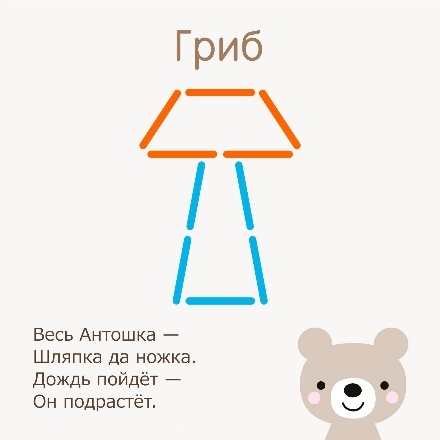 Гриб
Весь Антошка —
Шляпка да ножка.
Дождь пойдёт —
Он подрастёт.